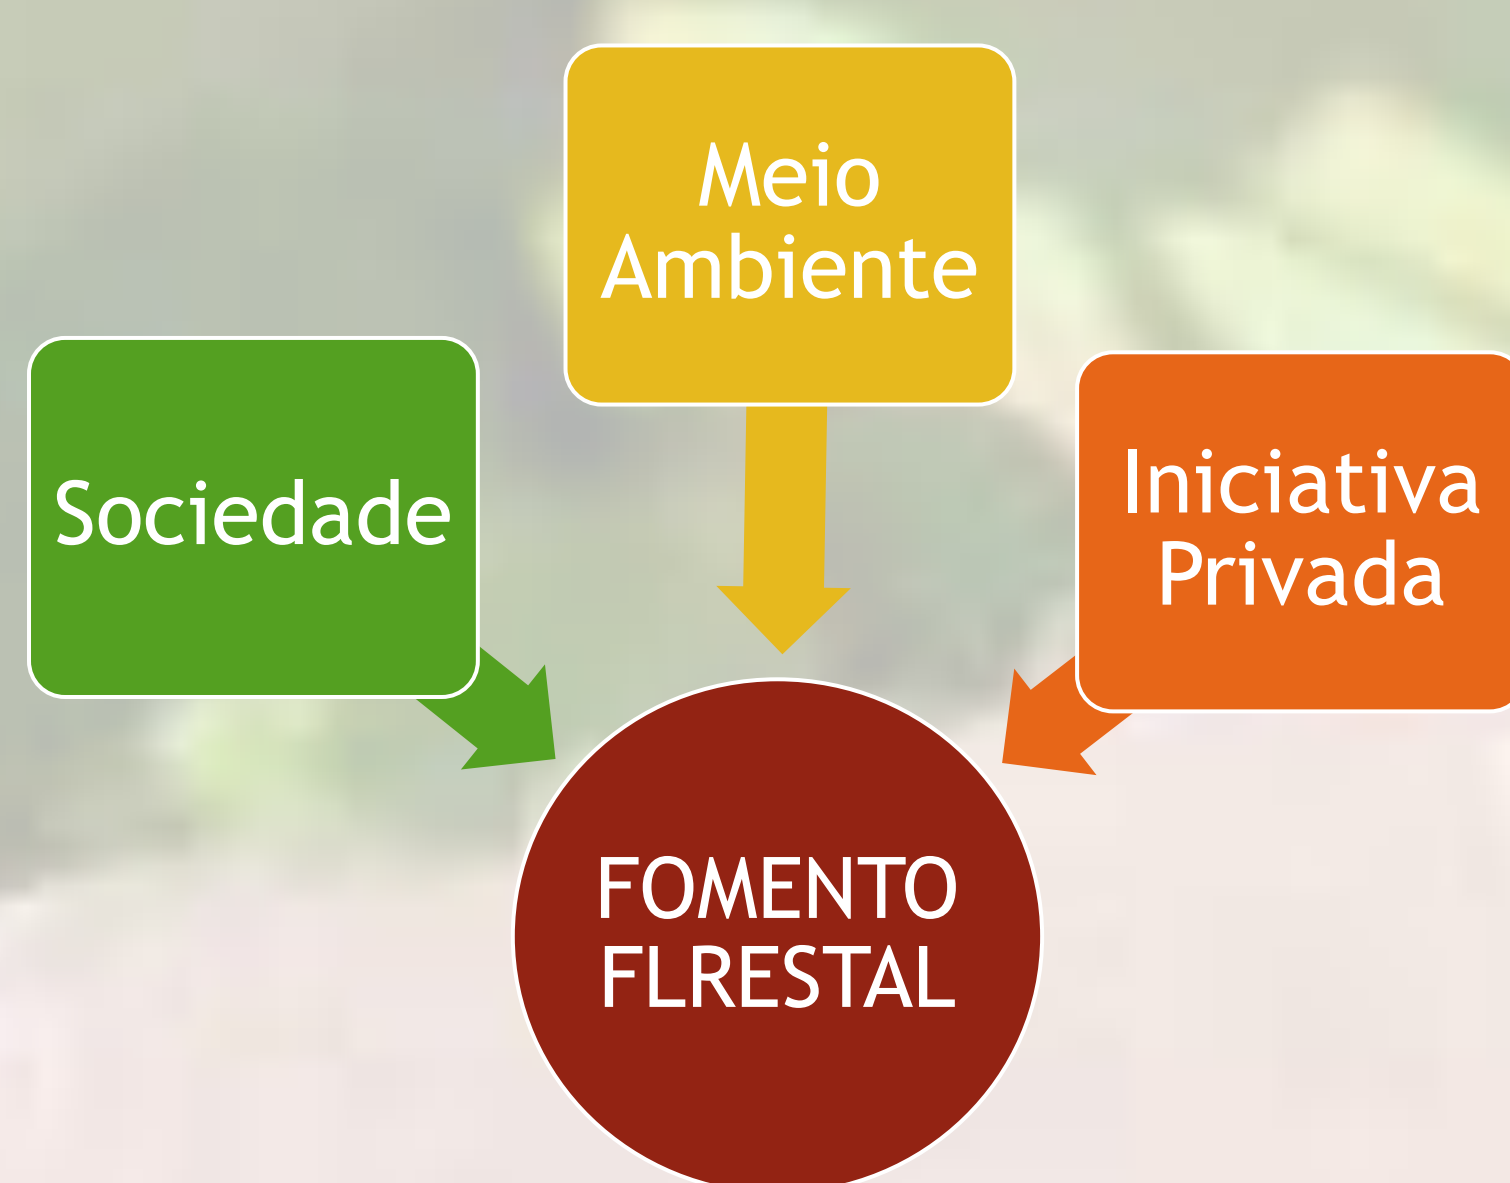 Meio
Ambiente
Sociedade
Iniciativa
Privada
FOMENTO
FLRESTAL